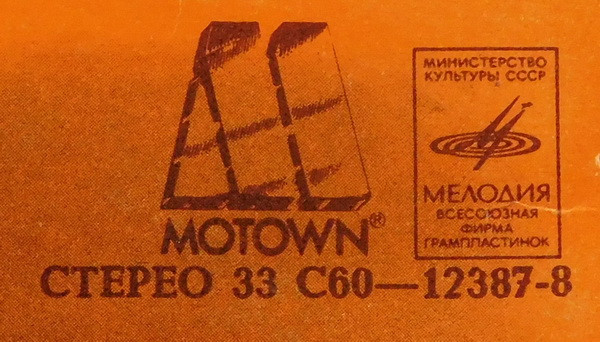 MOTOWN®
МИНИСТЕРСТВО
КУЛЬТУРЫ СССР
МЕЛОДИЯ
ВСЕСОЮЗНАЯ
ФИРМА
ГРАМПЛАСТИНОК
СТЕРЕО 33 С60—12387-8